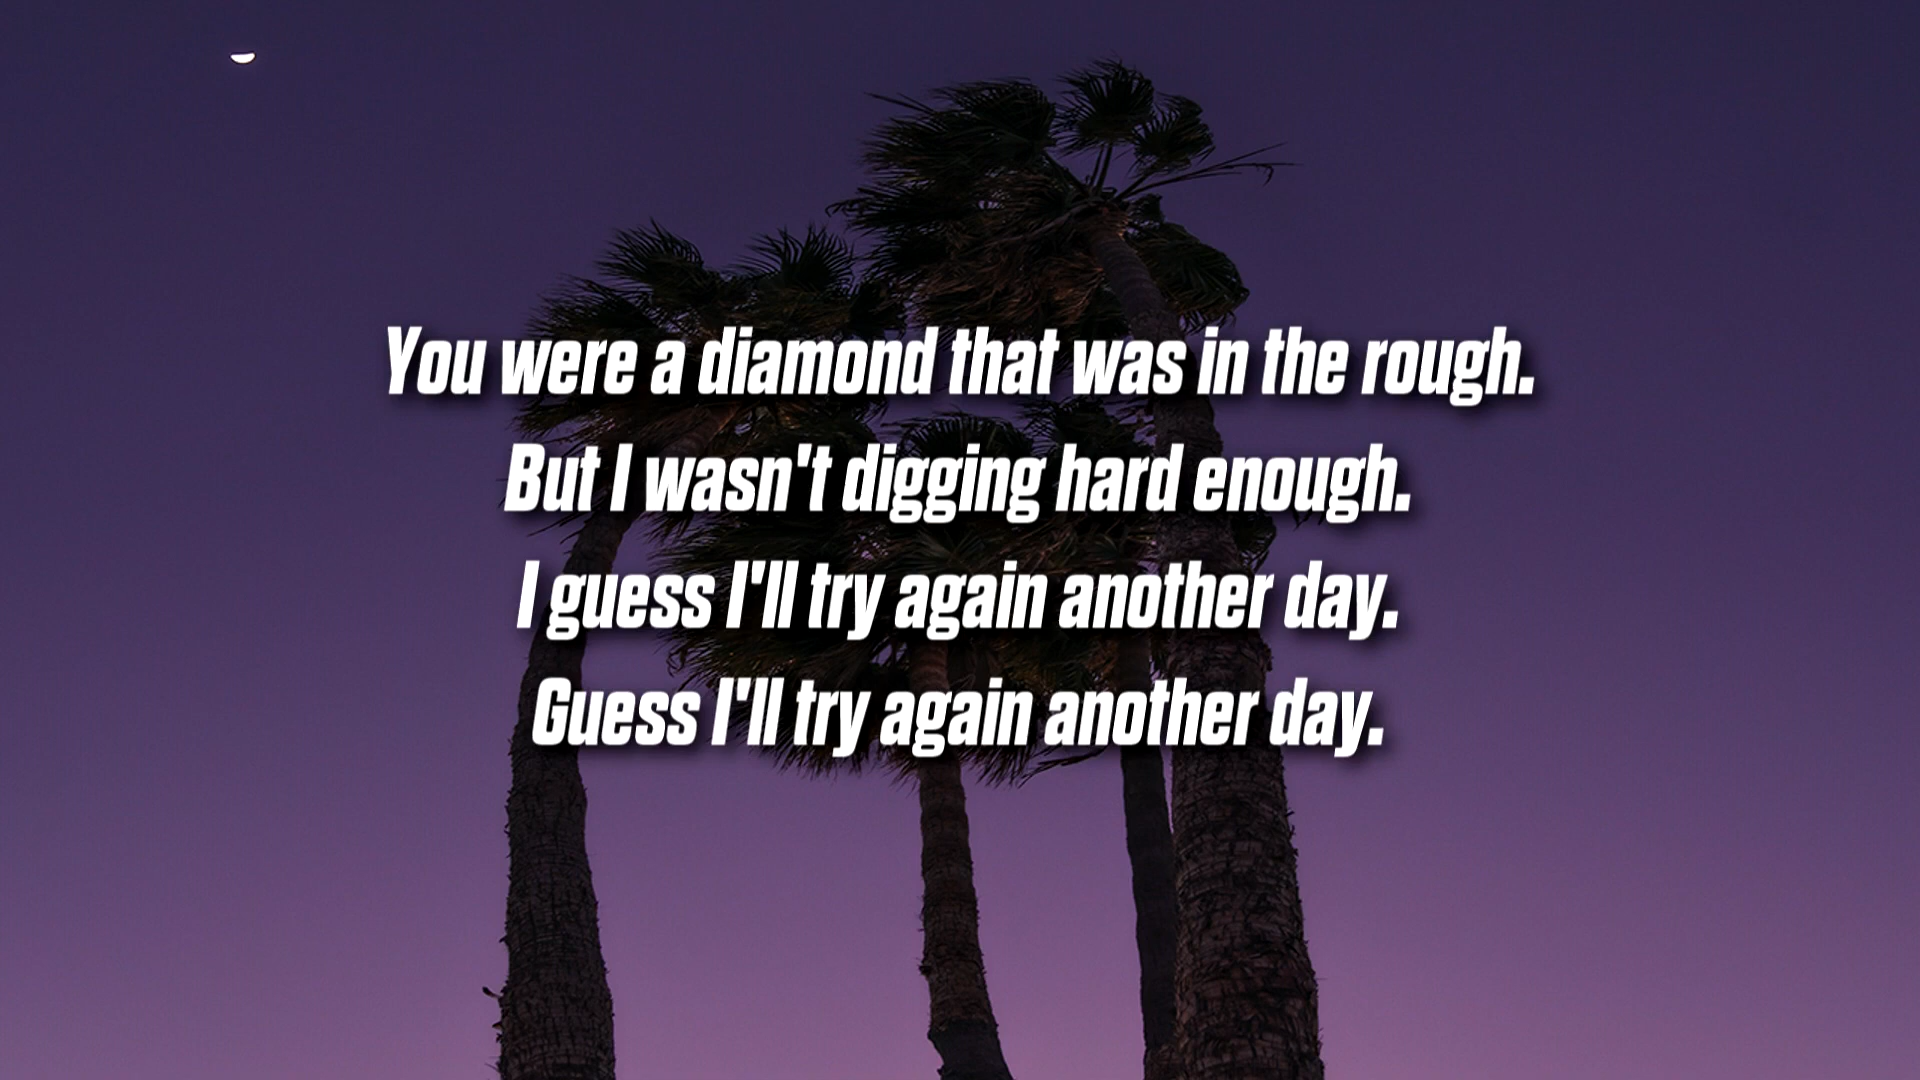 You were a diamond that was in the rough.
But I wasn't digging hard enough.
I guess I'll try again another day.
Guess I'll try again another day.